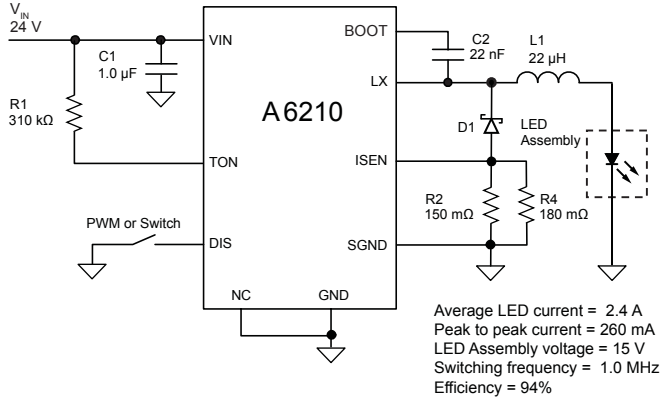 V_IN
24 V
VIN
C1
1.0 µF
R1
310 kΩ
TON
PWM or Switch
DIS
A6210
BOOT
C2
22 nF
L1
22 µH
LX
D1
LED
Assembly
ISEN
R2
150 mΩ
R4
180 mΩ
SGND
NC
GND
Average LED current = 2.4 A
Peak to peak current = 260 mA
LED Assembly voltage = 15 V
Switching frequency = 1.0 MHz
Efficiency = 94%